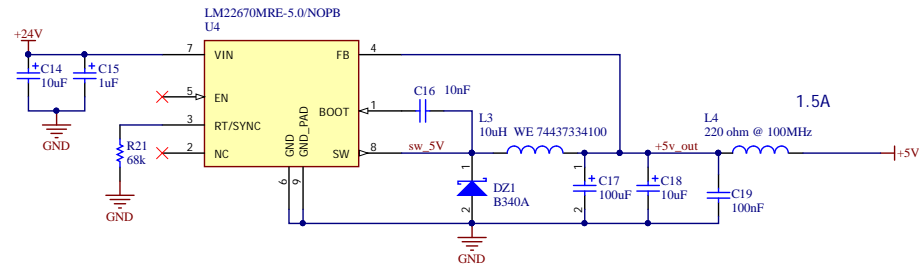 LM22670MRE-5.0/NOPB
U4
+24V
7
VIN
FB
4
C14
10uF
C15
1uF
5
EN
C16
10nF
BOOT
1
L3
10uH WE 74437334100
1.5A
L4
220 ohm @ 100MHz
3
RT/SYNC
GND
R21
68k
2
NC
GND
GND_PAD
SW
8
sw_5V
+5v_out
+5V
6
9
1
DZ1
B340A
2
1
C17
100uF
2
C18
10uF
C19
100nF
GND
GND